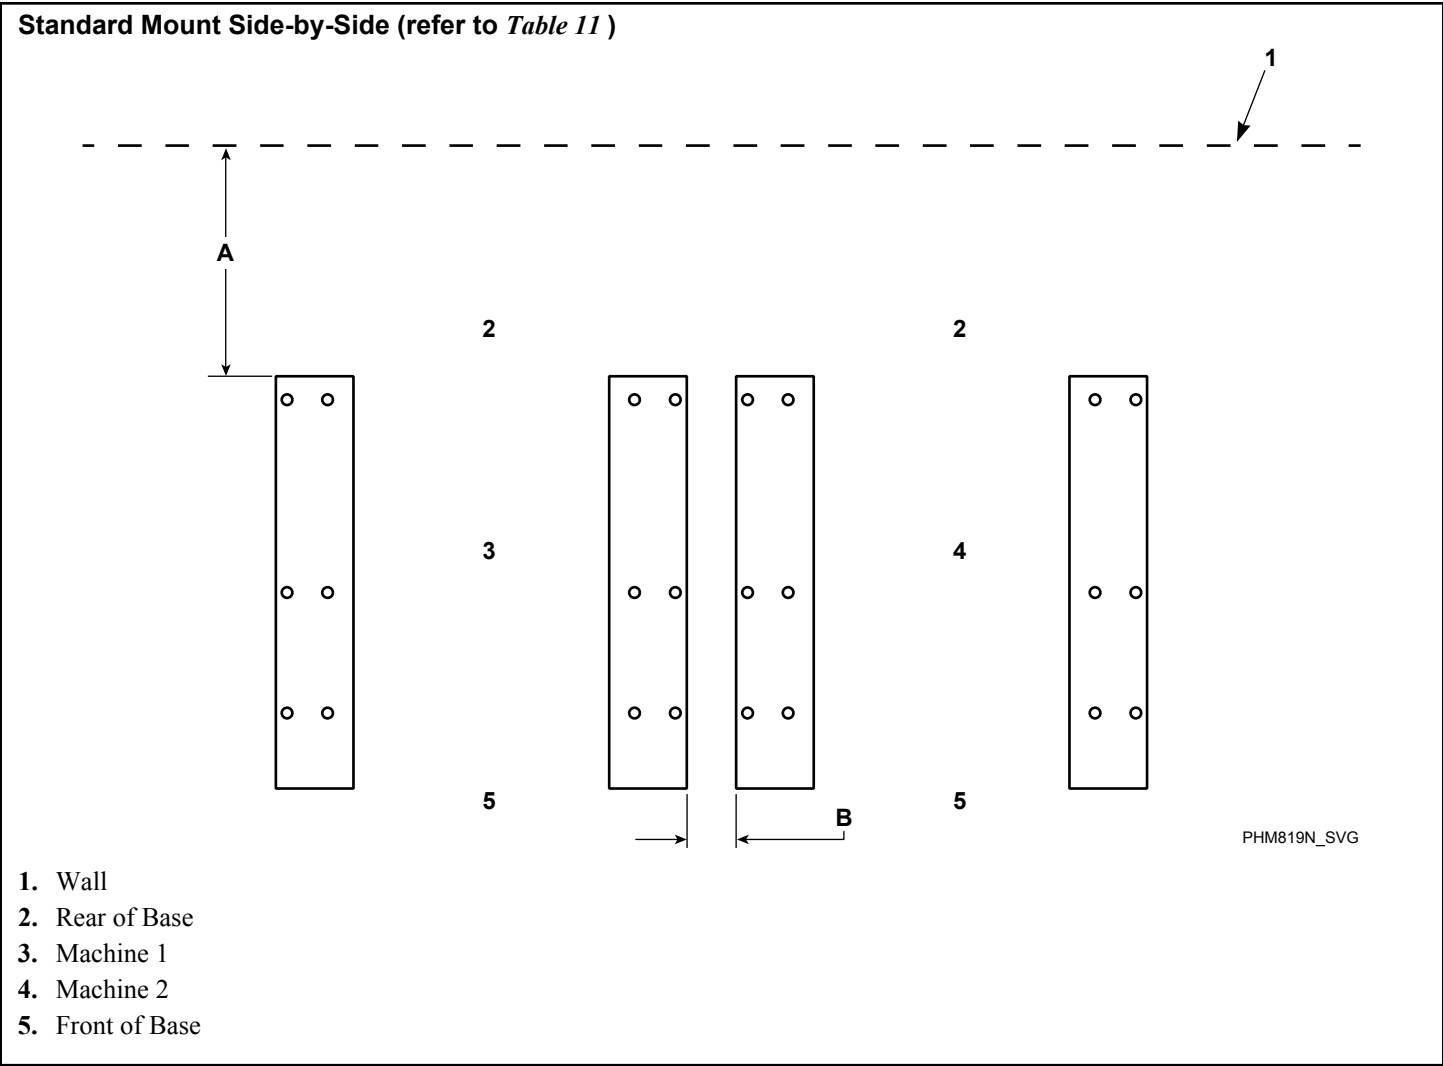 Standard Mount Side-by-Side (refer to Table 11 )
1
A
2 2
3 4
5 5
B
PHM819N_SVG
1. Wall
2. Rear of Base
3. Machine 1
4. Machine 2
5. Front of Base